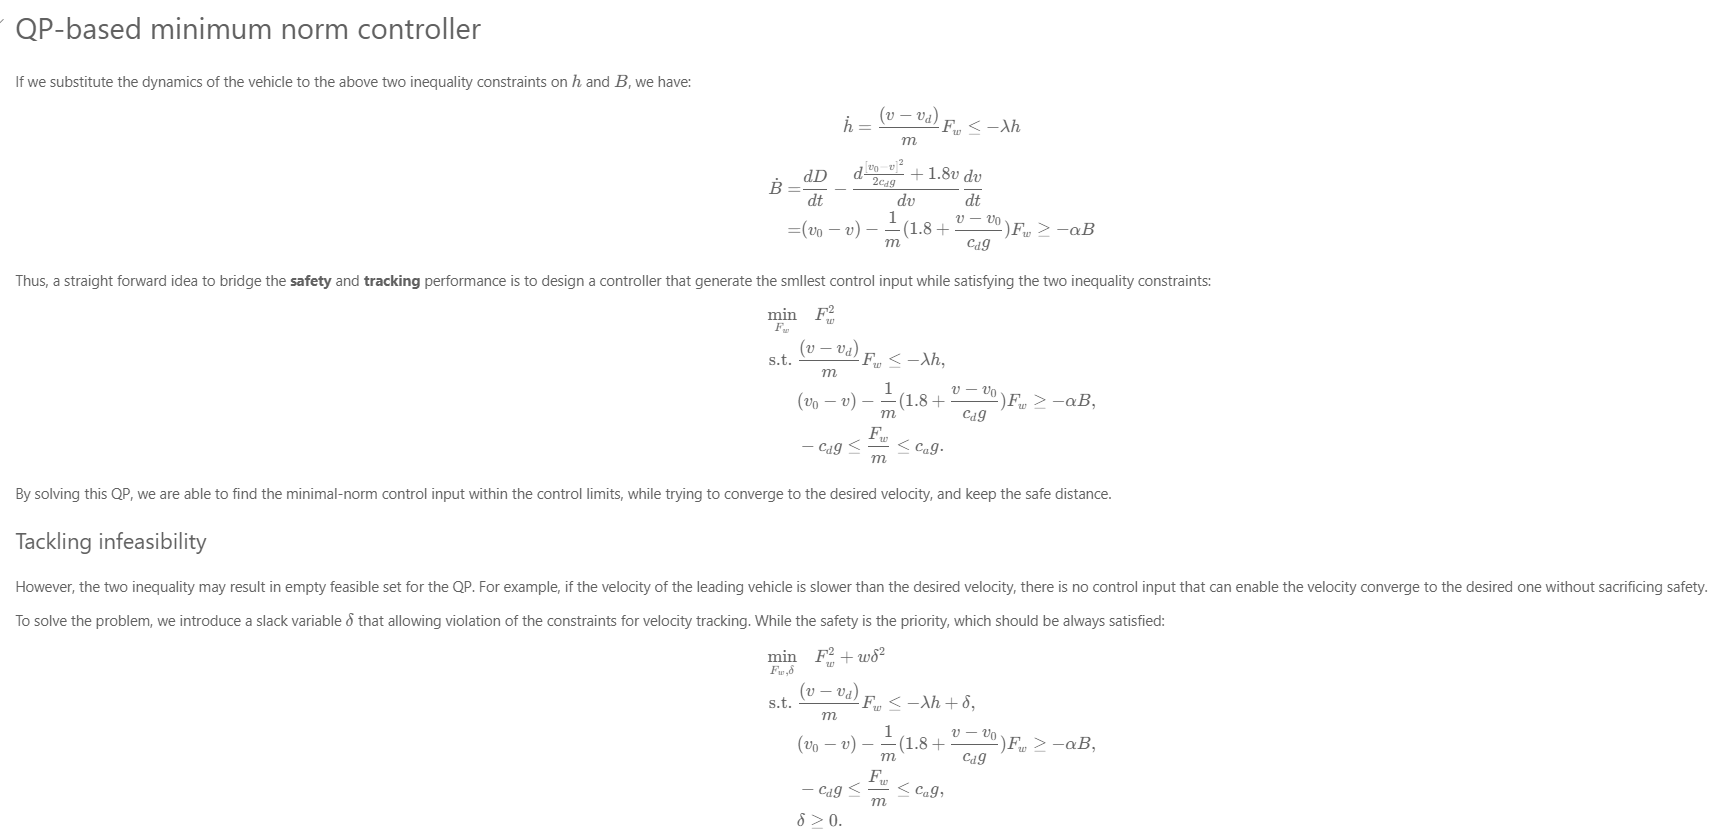 QP-based minimum norm controller
If we substitute the dynamics of the vehicle to the above two inequality constraints on h and B, we have:
$\dot{h} = \frac{(v - v_d)}{m} F_w \leq -\lambda h$
$\dot{B} = \frac{dD}{dt} - \frac{d\frac{[v_0 - v]^2}{2c_d g} + 1.8v}{dv} \frac{dv}{dt}$
$= (v_0 - v) - \frac{1}{m}(1.8 + \frac{v - v_0}{c_d g})F_w \geq -\alpha B$
Thus, a straight forward idea to bridge the safety and tracking performance is to design a controller that generate the smllest control input while satisfying the two inequality constraints:
$\min_{F_w} \quad F_w^2$
$\text{s.t.} \frac{(v - v_d)}{m} F_w \leq -\lambda h,$
$(v_0 - v) - \frac{1}{m}(1.8 + \frac{v - v_0}{c_d g})F_w \geq -\alpha B,$
$-c_d g \leq \frac{F_w}{m} \leq c_a g.$
By solving this QP, we are able to find the minimal-norm control input within the control limits, while trying to converge to the desired velocity, and keep the safe distance.
Tackling infeasibility
However, the two inequality may result in empty feasible set for the QP. For example, if the velocity of the leading vehicle is slower than the desired velocity, there is no control input that can enable the velocity converge to the desired one without sacrificing safety.
To solve the problem, we introduce a slack variable δ that allowing violation of the constraints for velocity tracking. While the safety is the priority, which should be always satisfied:
$\min_{F_w, \delta} \quad F_w^2 + w\delta^2$
$\text{s.t.} \frac{(v - v_d)}{m} F_w \leq -\lambda h + \delta,$
$(v_0 - v) - \frac{1}{m}(1.8 + \frac{v - v_0}{c_d g})F_w \geq -\alpha B,$
$-c_d g \leq \frac{F_w}{m} \leq c_a g,$
$\delta \geq 0.$